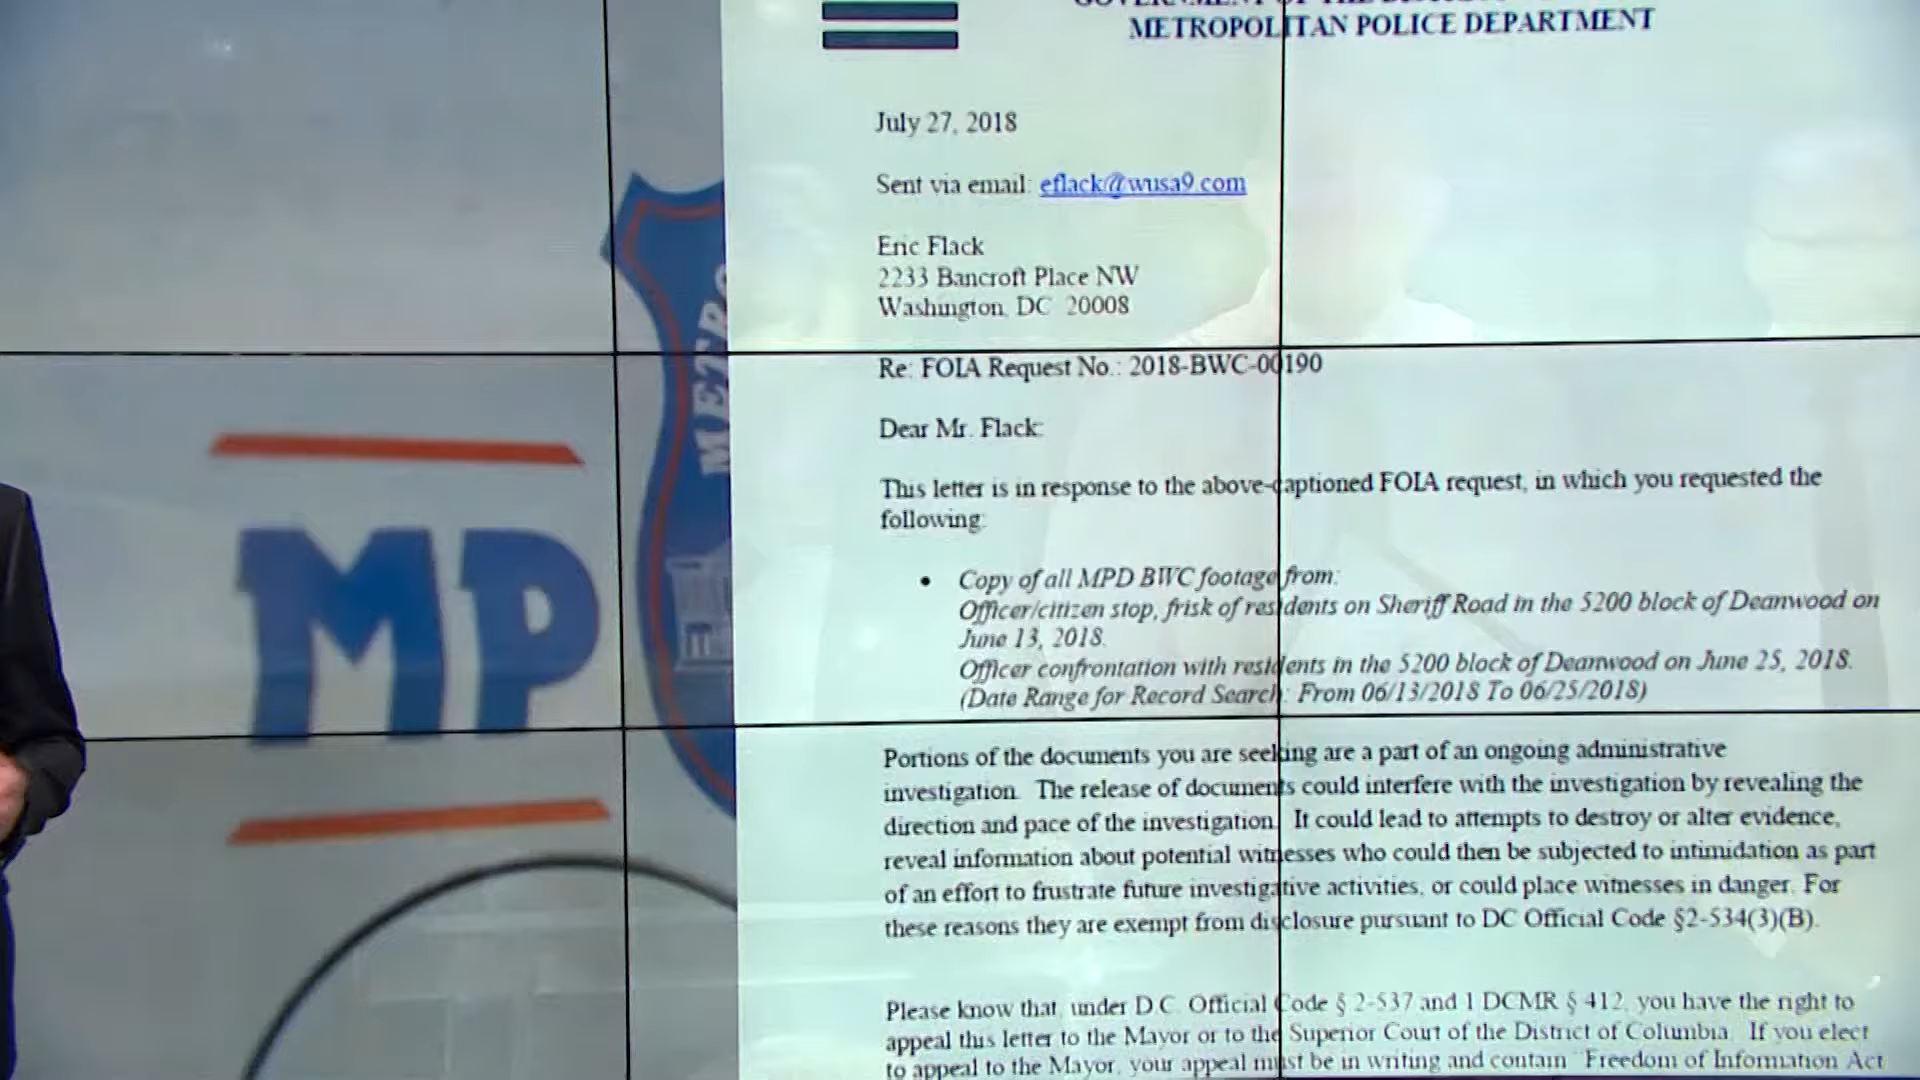 METROPOLITAN POLICE DEPARTMENT
July 27, 2018
Sent via email: eflack@wusa9.com
Eric Flack
2233 Bancroft Place NW
Washington, DC 20008
Re: FOIA Request No.: 2018-BWC-00190
Dear Mr. Flack:
This letter is in response to the above-captioned FOIA request, in which you requested the
following:
• Copy of all MPD BWC footage from:
Officer/citizen stop, frisk of residents on Sheriff Road in the 5200 block of Deanwood on
June 13, 2018.
Officer confrontation with residents in the 5200 block of Deanwood on June 25, 2018.
(Date Range for Record Search: From 06/13/2018 To 06/25/2018)
Portions of the documents you are seeking are a part of an ongoing administrative
investigation. The release of documents could interfere with the investigation by revealing the
direction and pace of the investigation. It could lead to attempts to destroy or alter evidence,
reveal information about potential witnesses who could then be subjected to intimidation as part
of an effort to frustrate future investigative activities, or could place witnesses in danger. For
these reasons they are exempt from disclosure pursuant to DC Official Code §2-534(3)(B).
Please know that, under D.C. Official Code § 2-537 and 1 DCMR § 412, you have the right to
appeal this letter to the Mayor or to the Superior Court of the District of Columbia. If you elect
to appeal to the Mayor, your appeal must be in writing and contain Freedom of Information Act
MP
METRO